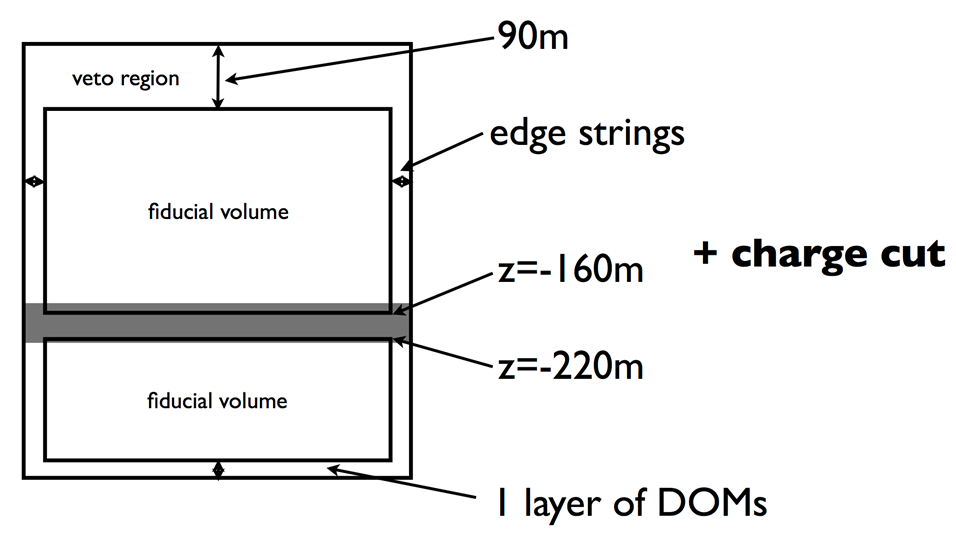 90m
veto region
edge strings
fiducial volume
+ charge cut
z=-160m
z=-220m
fiducial volume
1 layer of DOMs